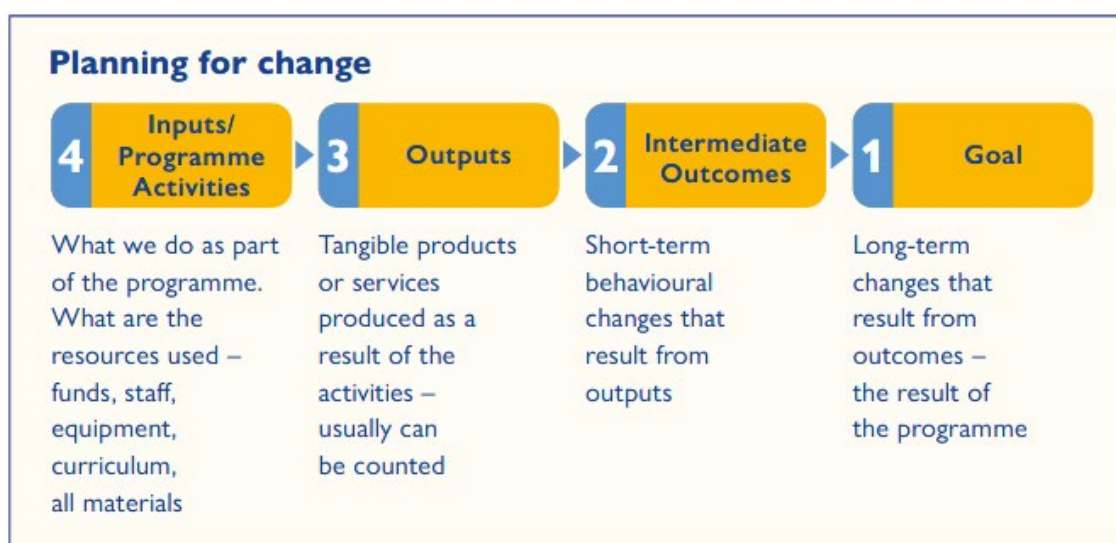 Planning for change
4
Inputs/
Programme
Activities
What we do as part
of the programme.
What are the
resources used –
funds, staff,
equipment,
curriculum,
all materials
3
Outputs
Tangible products
or services
produced as a
result of the
activities –
usually can
be counted
2
Intermediate
Outcomes
Short-term
behavioural
changes that
result from
outputs
1
Goal
Long-term
changes that
result from
outcomes –
the result of
the programme